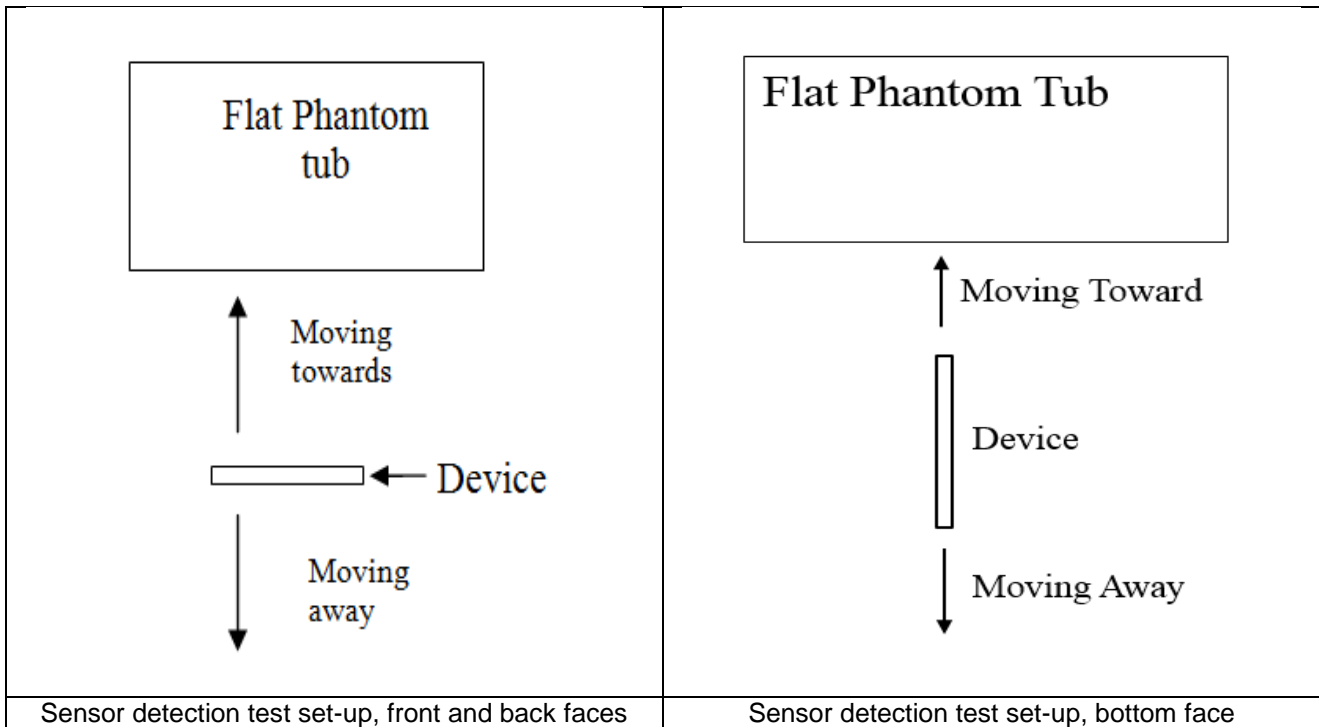 Flat Phantom
tub
Moving
towards
Device
Moving
away
Sensor detection test set-up, front and back faces
Flat Phantom Tub
Moving Toward
Device
Moving Away
Sensor detection test set-up, bottom face